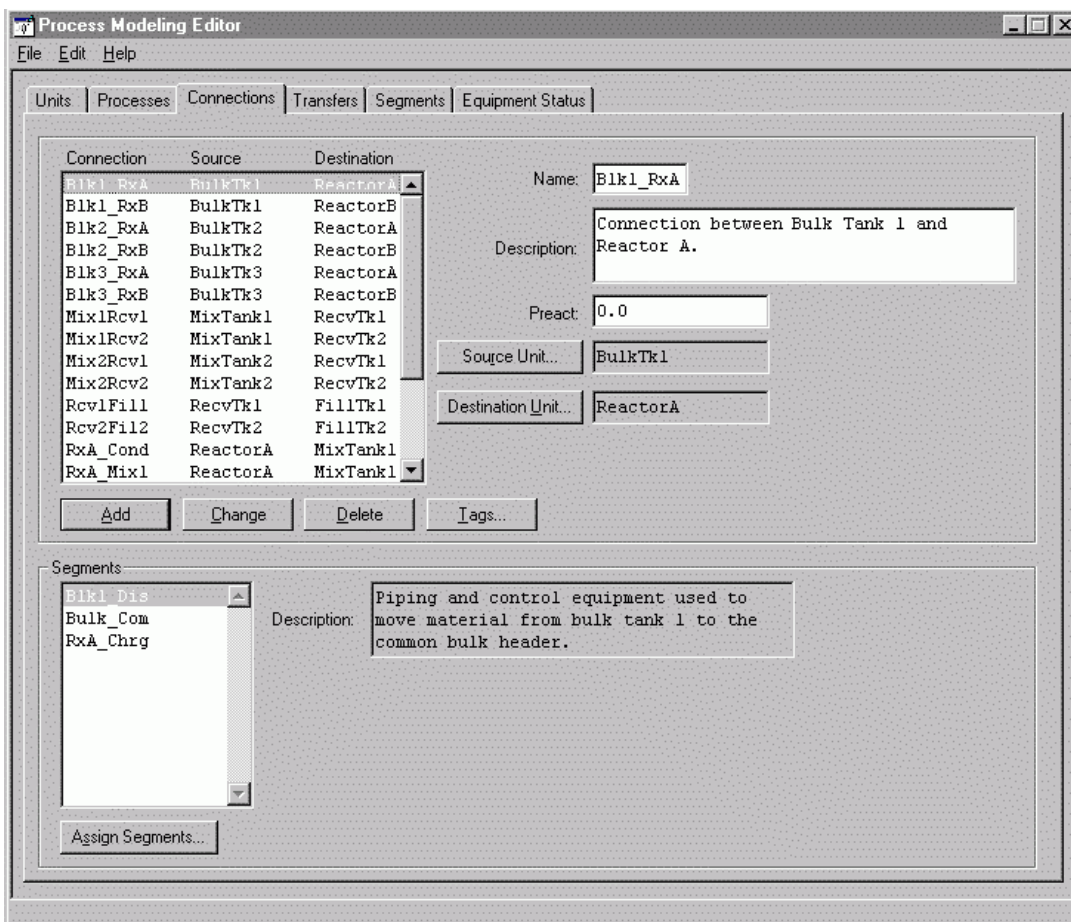 Process Modeling Editor
File Edit Help
Units Processes Connections Transfers Segments Equipment Status
Connection Source Destination
Blk1_RxA BulkTk1 ReactorA
Blk1_RxB BulkTk1 ReactorB
Blk2_RxA BulkTk2 ReactorA
Blk2_RxB BulkTk2 ReactorB
Blk3_RxA BulkTk3 ReactorA
Blk3_RxB BulkTk3 ReactorB
Mix1Rcv1 MixTank1 RecvTk1
Mix1Rcv2 MixTank1 RecvTk2
Mix2Rcv1 MixTank2 RecvTk1
Mix2Rcv2 MixTank2 RecvTk2
Rcv1Fil1 RecvTk1 FillTk1
Rcv2Fil2 RecvTk2 FillTk2
RxA_Cond ReactorA MixTank1
RxA_Mix1 ReactorA MixTank1
Name: Blk1_RxA
Description: Connection between Bulk Tank 1 and
Reactor A.
Preact: 0.0
Source Unit... BulkTk1
Destination Unit... ReactorA
Add Change Delete Tags...
Segments
Blk1_Dis
Bulk_Com
RxA_Chrg
Description: Piping and control equipment used to
move material from bulk tank 1 to the
common bulk header.
Assign Segments...